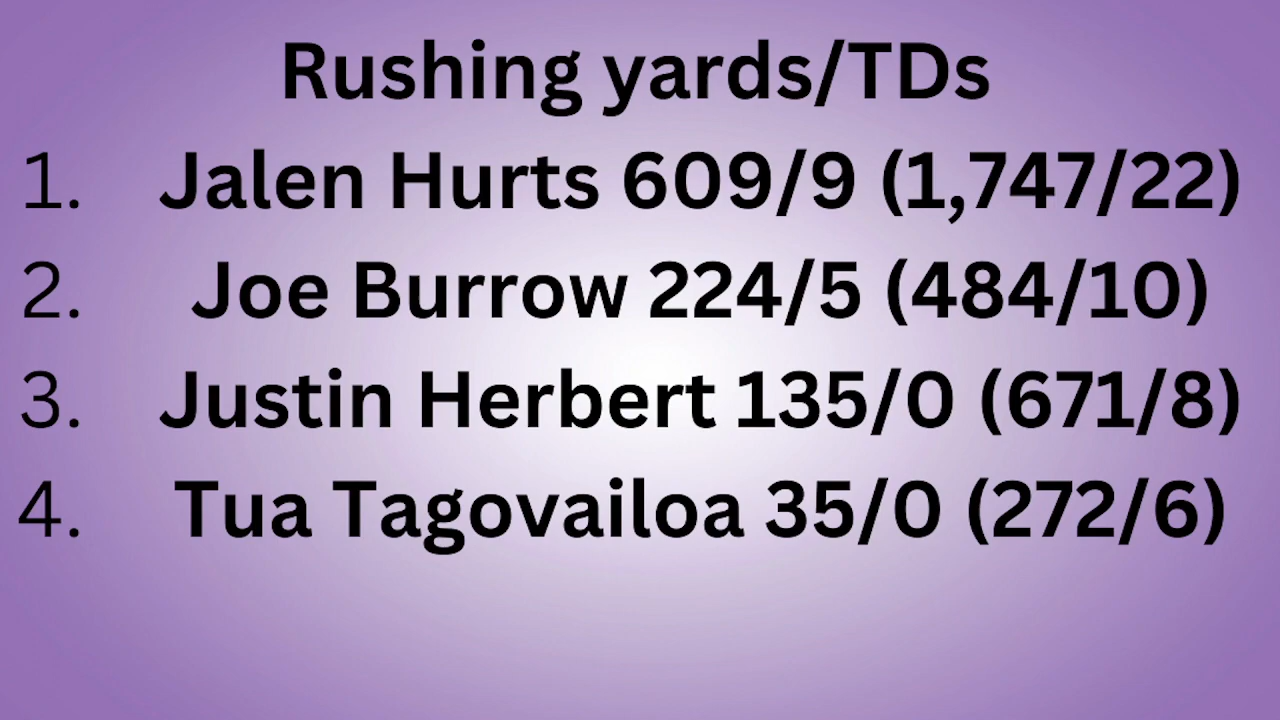 Rushing yards/TDs
1. Jalen Hurts 609/9 (1,747/22)
2. Joe Burrow 224/5 (484/10)
3. Justin Herbert 135/0 (671/8)
4. Tua Tagovailoa 35/0 (272/6)